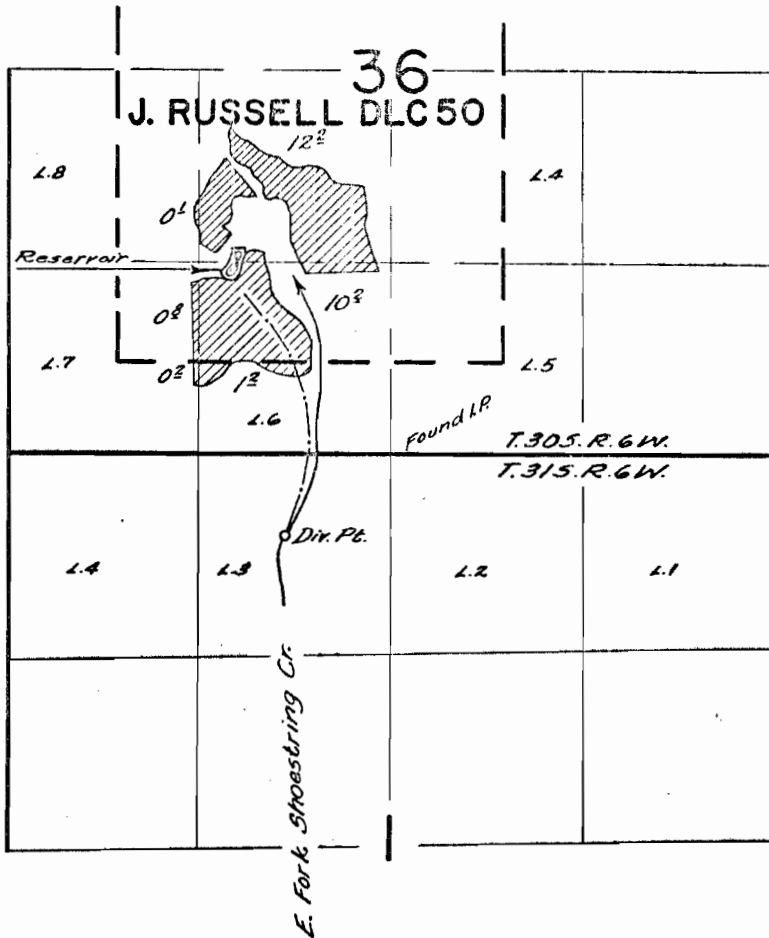 36
J. RUSSELL DLC 50
12²
L.8
L.4
0¹
Reservoir
10²
0⁸
L.7
0²
1²
L.5
L.6
Found I.P.
T.30S. R.6W.
T.31S. R.6W.
Div. Pt.
L.4
L.3
L.2
L.1
E. Fork Shoestring Cr.